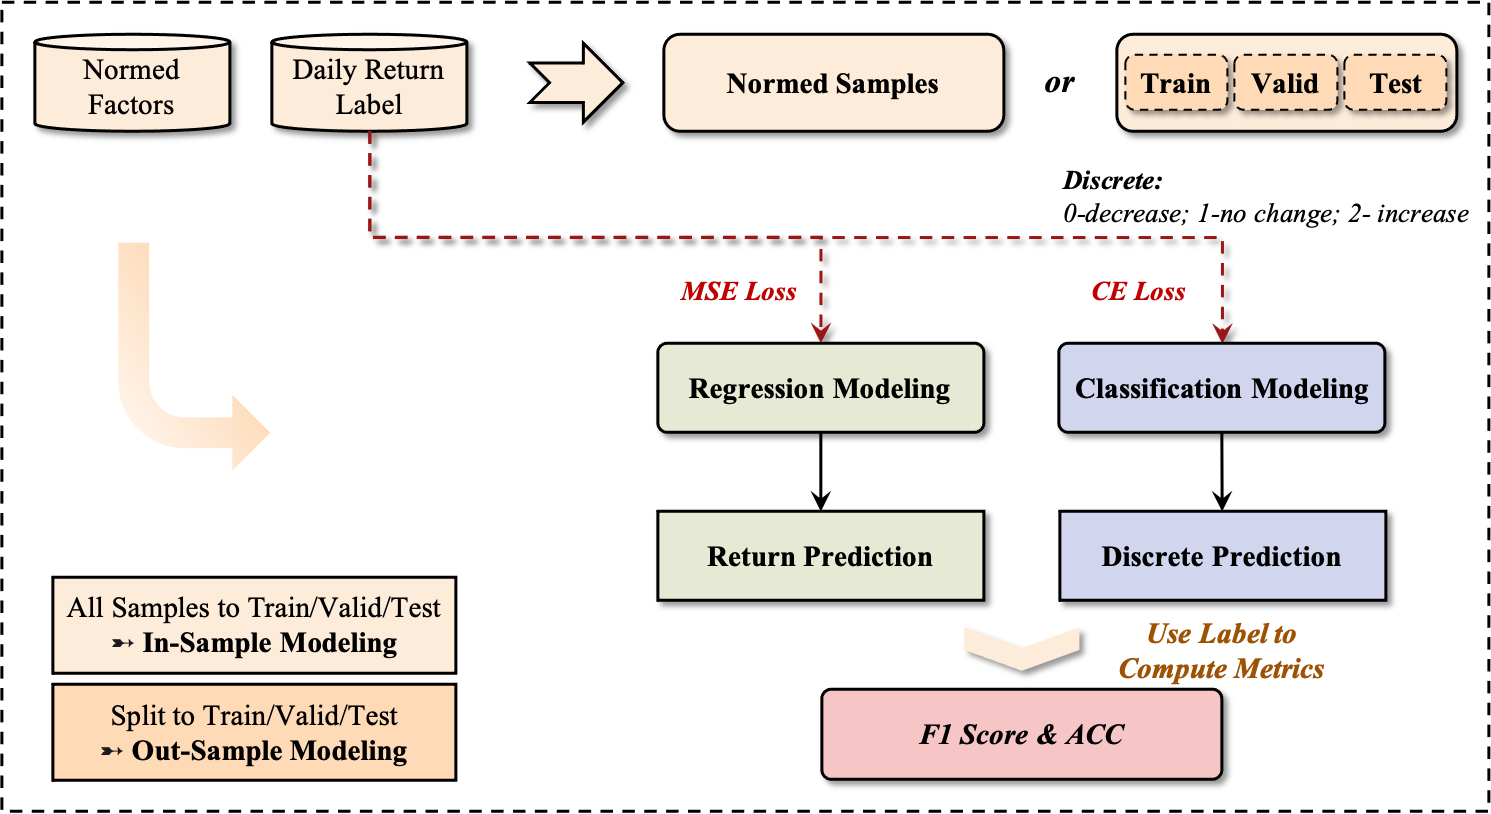 Normed
Factors
Daily Return
Label
Normed Samples
or
Train
Valid
Test
Discrete:
0-decrease; 1-no change; 2- increase
MSE Loss
CE Loss
Regression Modeling
Classification Modeling
Return Prediction
Discrete Prediction
All Samples to Train/Valid/Test
➵ In-Sample Modeling
Split to Train/Valid/Test
➵ Out-Sample Modeling
Use Label to
Compute Metrics
F1 Score & ACC